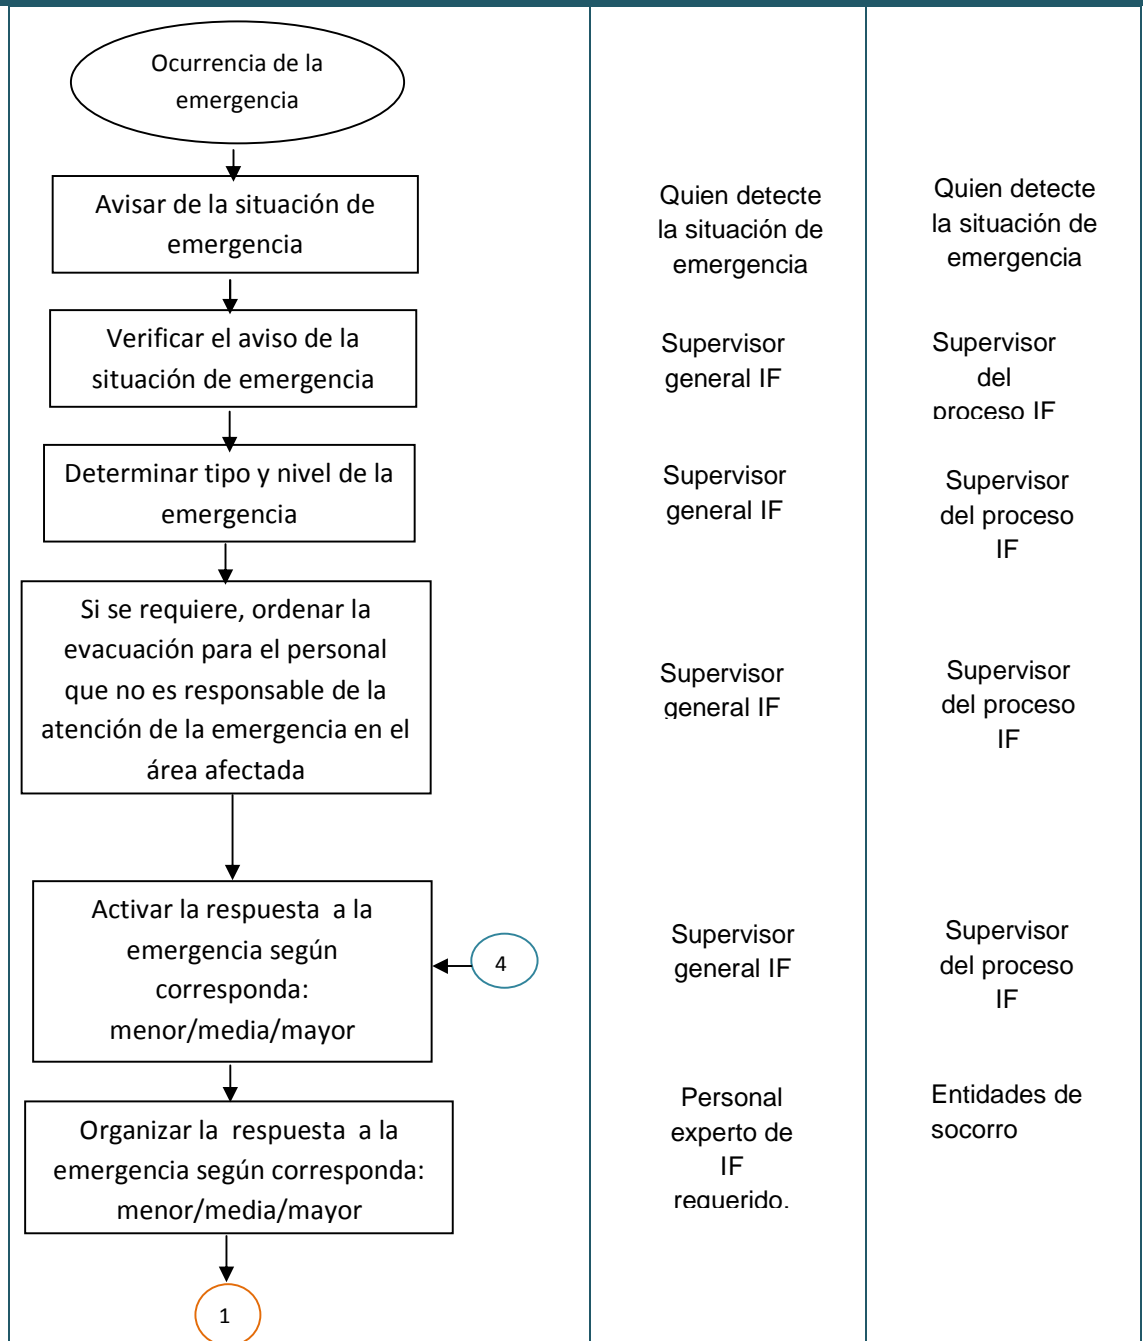 Ocurrencia de la
emergencia
Avisar de la situación de
emergencia
Quien detecte
la situación de
emergencia
Quien detecte
la situación de
emergencia
Verificar el aviso de la
situación de emergencia
Supervisor
general IF
Supervisor
del
proceso IF
Determinar tipo y nivel de la
emergencia
Supervisor
general IF
Supervisor
del proceso
IF
Si se requiere, ordenar la
evacuación para el personal
que no es responsable de la
atención de la emergencia en el
área afectada
Supervisor
general IF
Supervisor
del proceso
IF
Activar la respuesta a la
emergencia según
corresponda:
menor/media/mayor
4
Supervisor
general IF
Supervisor
del proceso
IF
Organizar la respuesta a la
emergencia según corresponda:
menor/media/mayor
Personal
experto de
IF
requerido.
Entidades de
socorro
1